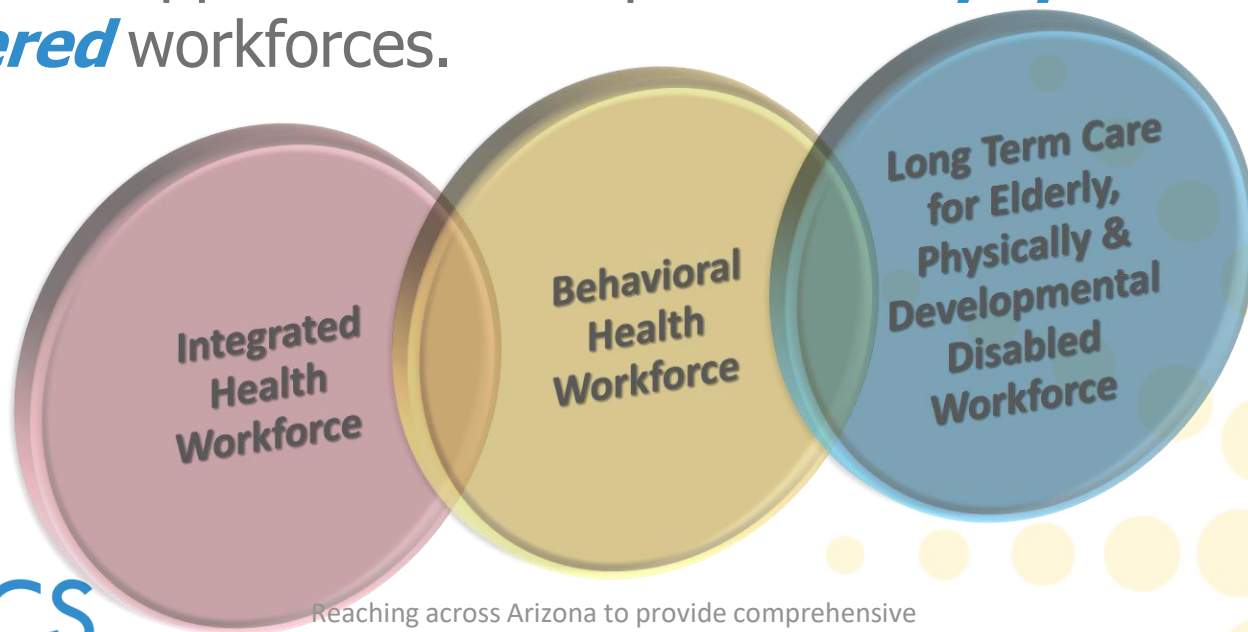 ered workforces.
Integrated
Health
Workforce
Behavioral
Health
Workforce
Long Term Care
for Elderly,
Physically &
Developmental
Disabled
Workforce
CS
Reaching across Arizona to provide comprehensive